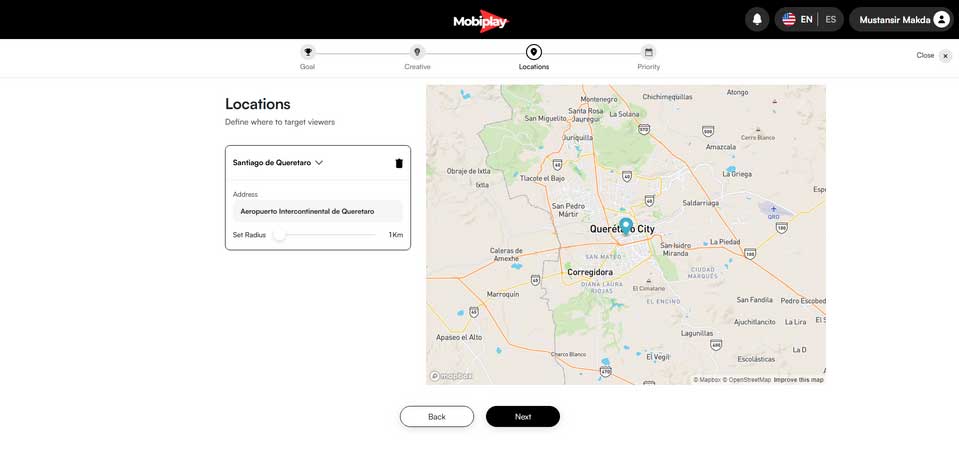 Mobiplay
EN | ES
Mustansir Makda
Goal
Creative
Locations
Priority
Close
Locations
Define where to target viewers
Santiago de Queretaro
Address
Aeropuerto Intercontinental de Queretaro
Set Radius
1 Km
Montenegro
Chichimequillas
Atongo
Santa Rosa
Jauregui
San Miguelito
La Solana
Juriquilla
Cerro Blanco
Amazcala
Obraje de Ixtla
Ixtla
Tlacote el Bajo
La Griega
San Pedro
Mártir
Saldarriaga
QRO
Querétaro City
La Piedad
San Isidro
Miranda
Caleras de
Amexhe
SAN MATEO
Corregidora
CIUDAD
MARQUÉS
DIANA LAURA
RIOJAS
El Cimalario
Marroquín
EL ENCINO
San Fandila
Pedro Escobed
Ajuchitlancito
La Lira
El S
Apaseo el Alto
Lagunillas
Charco Blanco
El Vegil
Escolásticas
La D
mapbox
© Mapbox © OpenStreetMap Improve this map
Back
Next